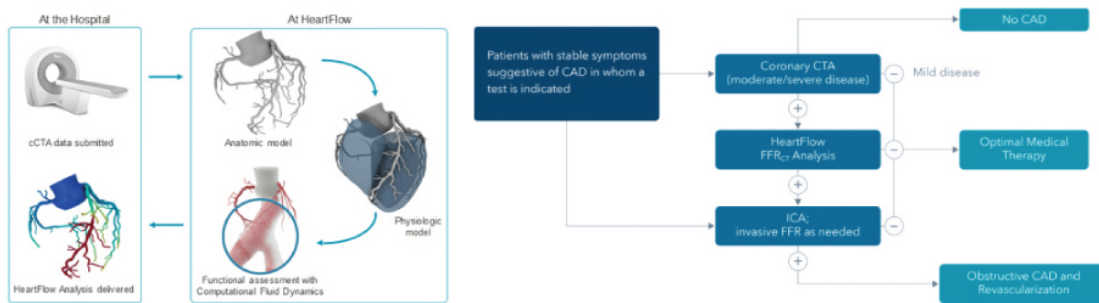 At the Hospital
cCTA data submitted
HeartFlow Analysis delivered
At HeartFlow
Anatomic model
Physiologic
model
Functional assessment with
Computational Fluid Dynamics
Patients with stable symptoms
suggestive of CAD in whom a
test is indicated
No CAD
Coronary CTA
(moderate/severe disease)
Mild disease
+
HeartFlow
FFRCT Analysis
Optimal Medical
Therapy
+
ICA;
invasive FFR as needed
+
Obstructive CAD and
Revascularization